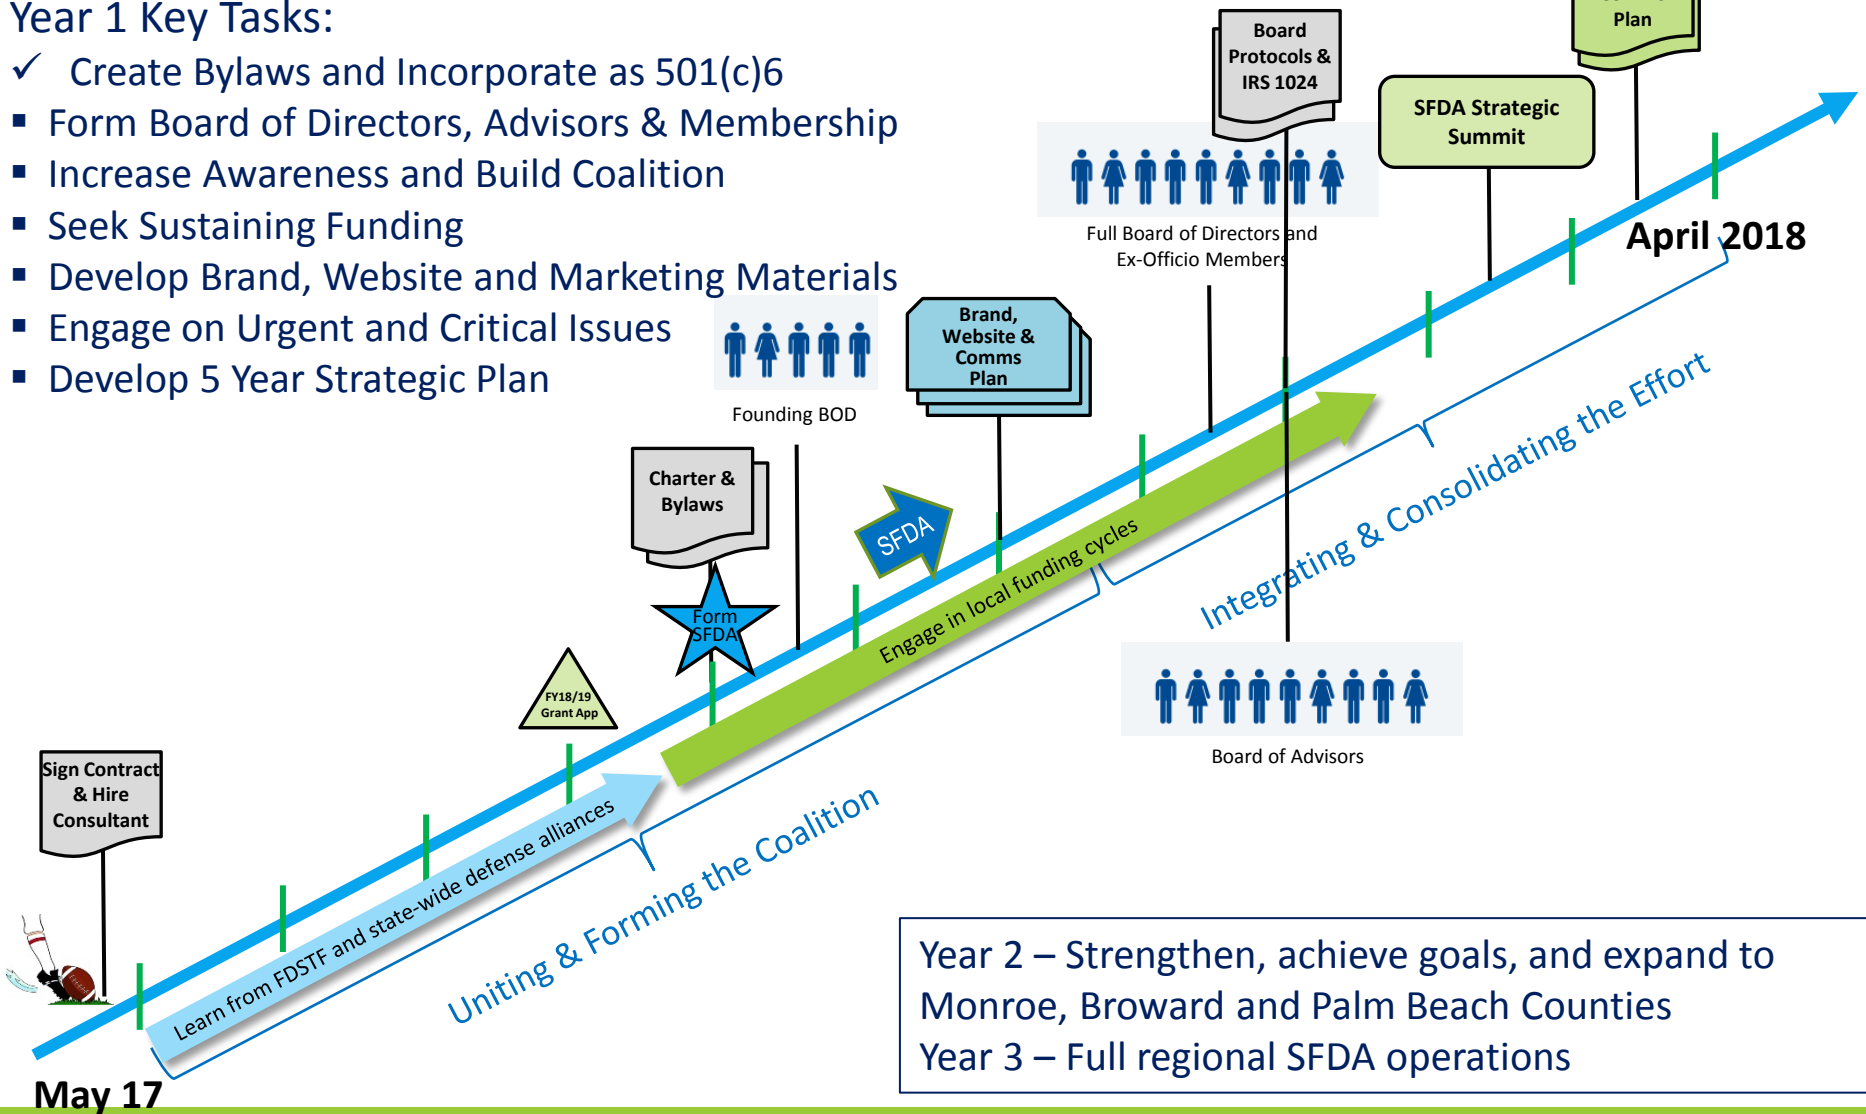 Year 1 Key Tasks:
✓ Create Bylaws and Incorporate as 501(c)6
▪ Form Board of Directors, Advisors & Membership
▪ Increase Awareness and Build Coalition
▪ Seek Sustaining Funding
▪ Develop Brand, Website and Marketing Materials
▪ Engage on Urgent and Critical Issues
▪ Develop 5 Year Strategic Plan
Plan
Board
Protocols &
IRS 1024
SFDA Strategic
Summit
Full Board of Directors and
Ex-Officio Members
April 2018
Brand,
Website &
Comms
Plan
Founding BOD
Charter &
Bylaws
SFDA
Form
SFDA
Engage in local funding cycles
Integrating & Consolidating the Effort
FY18/19
Grant App
Board of Advisors
Sign Contract
& Hire
Consultant
Learn from FDSTF and state-wide defense alliances
Uniting & Forming the Coalition
Year 2 – Strengthen, achieve goals, and expand to
Monroe, Broward and Palm Beach Counties
Year 3 – Full regional SFDA operations
May 17